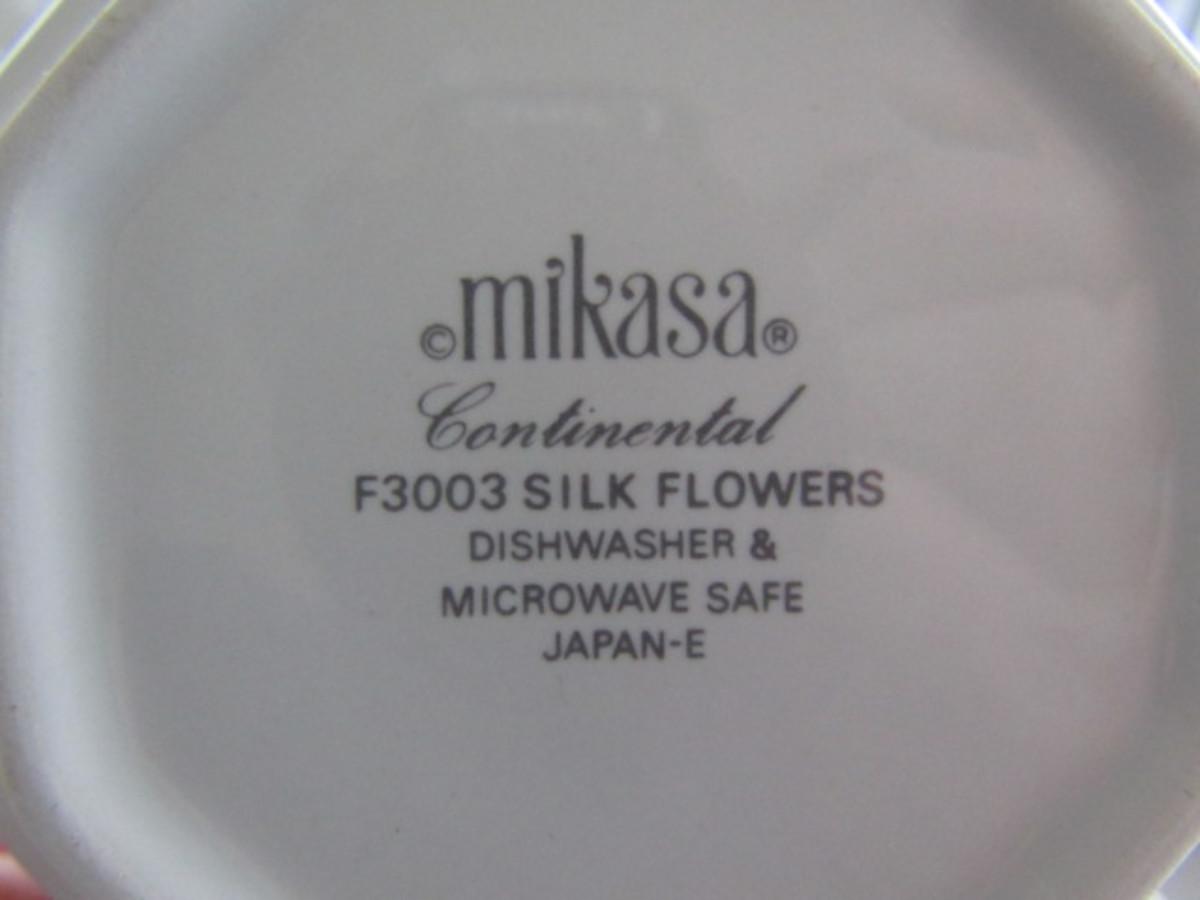 ©mikasa®
Continental
F3003 SILK FLOWERS
DISHWASHER &
MICROWAVE SAFE
JAPAN-E